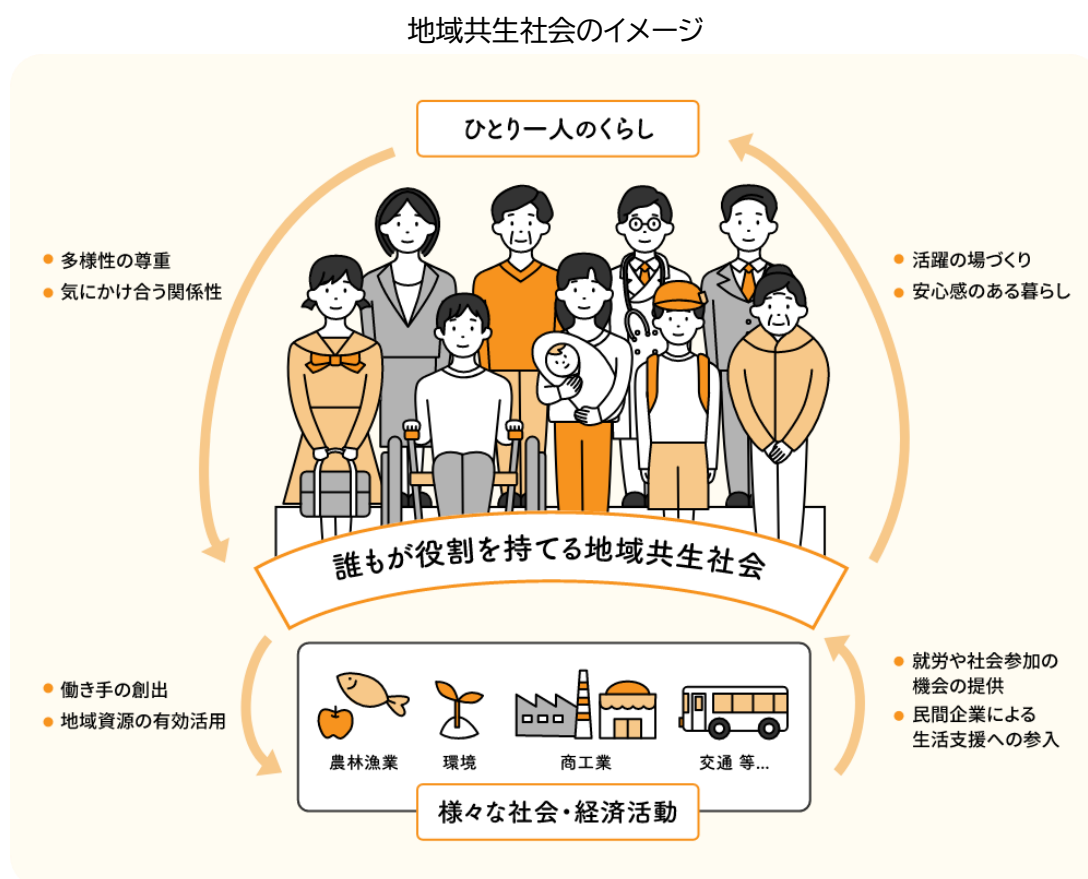 地域共生社会のイメージ
ひとり一人のくらし
多様性の尊重
気にかけ合う関係性
活躍の場づくり
安心感のある暮らし
誰もが役割を持てる地域共生社会
働き手の創出
地域資源の有効活用
就労や社会参加の
機会の提供
民間企業による
生活支援への参入
農林漁業
環境
商工業
交通 等...
様々な社会・経済活動